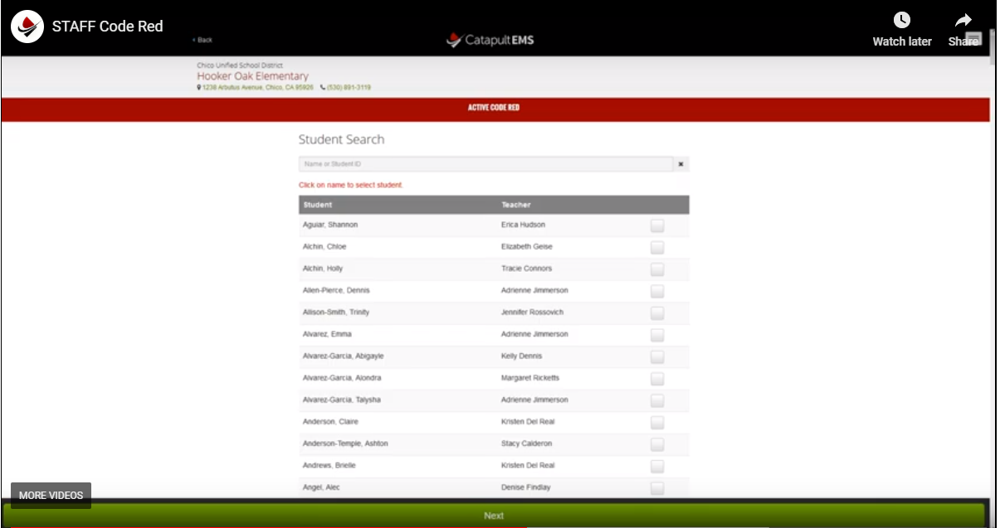 STAFF Code Red
Watch later
Share
‹ Back
CatapultEMS
Chico Unified School District
Hooker Oak Elementary
1238 Arbutus Avenue, Chico, CA 95926 (530) 891-3119
ACTIVE CODE RED
Student Search
Name or Student ID
Click on name to select student.
Student Teacher
Aguiar, Shannon Erica Hudson
Alchin, Chloe Elizabeth Geise
Alchin, Holly Tracie Connors
Allen-Pierce, Dennis Adrienne Jimmerson
Allison-Smith, Trinity Jennifer Rossovich
Alvarez, Emma Adrienne Jimmerson
Alvarez-Garcia, Abigayle Kelly Dennis
Alvarez-Garcia, Alondra Margaret Ricketts
Alvarez-Garcia, Talysha Adrienne Jimmerson
Anderson, Claire Kristen Del Real
Anderson-Temple, Ashton Stacy Calderon
Andrews, Brielle Kristen Del Real
Angel, Alec Denise Findlay
MORE VIDEOS
Next